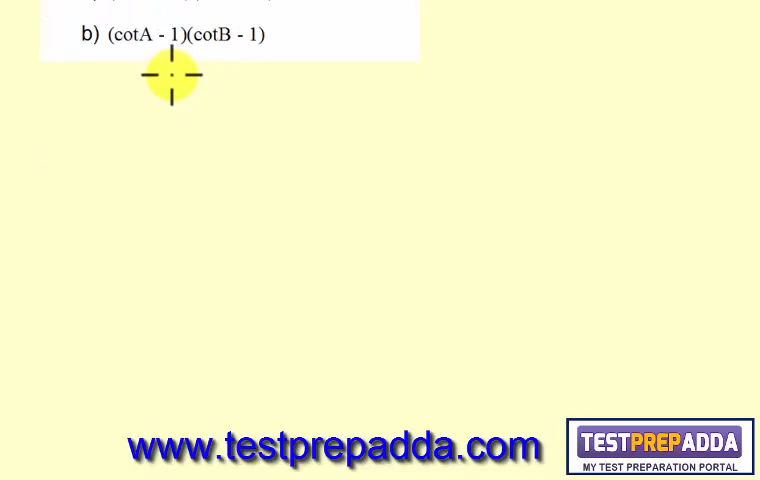 b) (cotA - 1)(cotB - 1)
www.testprepadda.com
TESTPREPADDA
MY TEST PREPARATION PORTAL